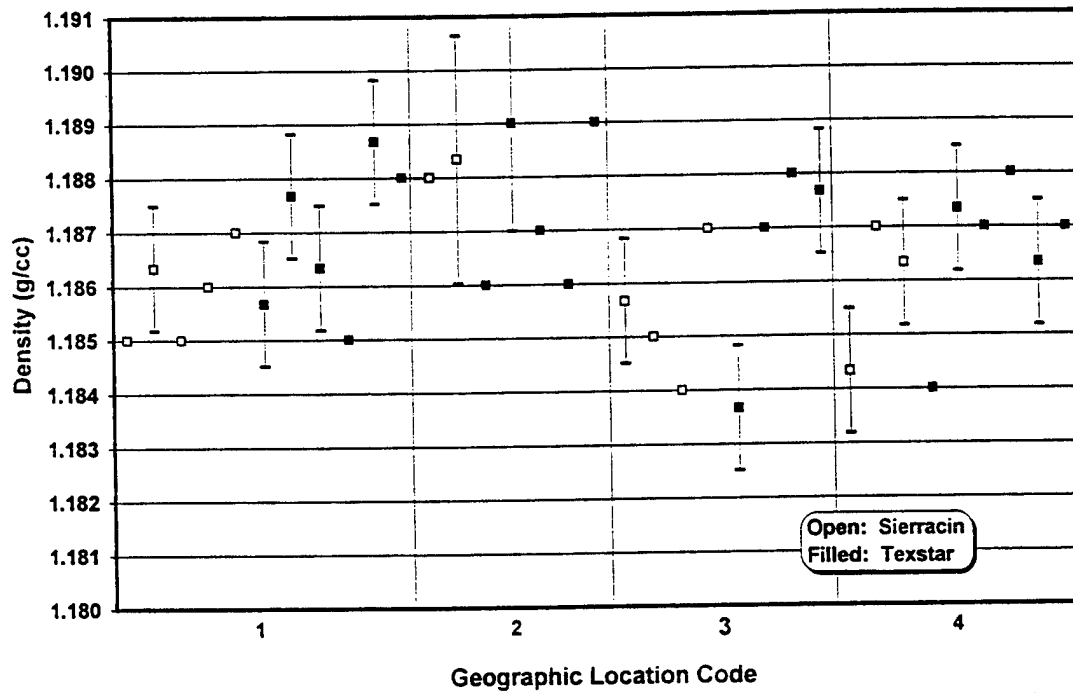 1.191
1.190
1.189
1.188
1.187
1.186
1.185
1.184
1.183
1.182
1.181
1.180
Density (g/cc)
Open: Sierracin
Filled: Texstar
1 2 3 4
Geographic Location Code